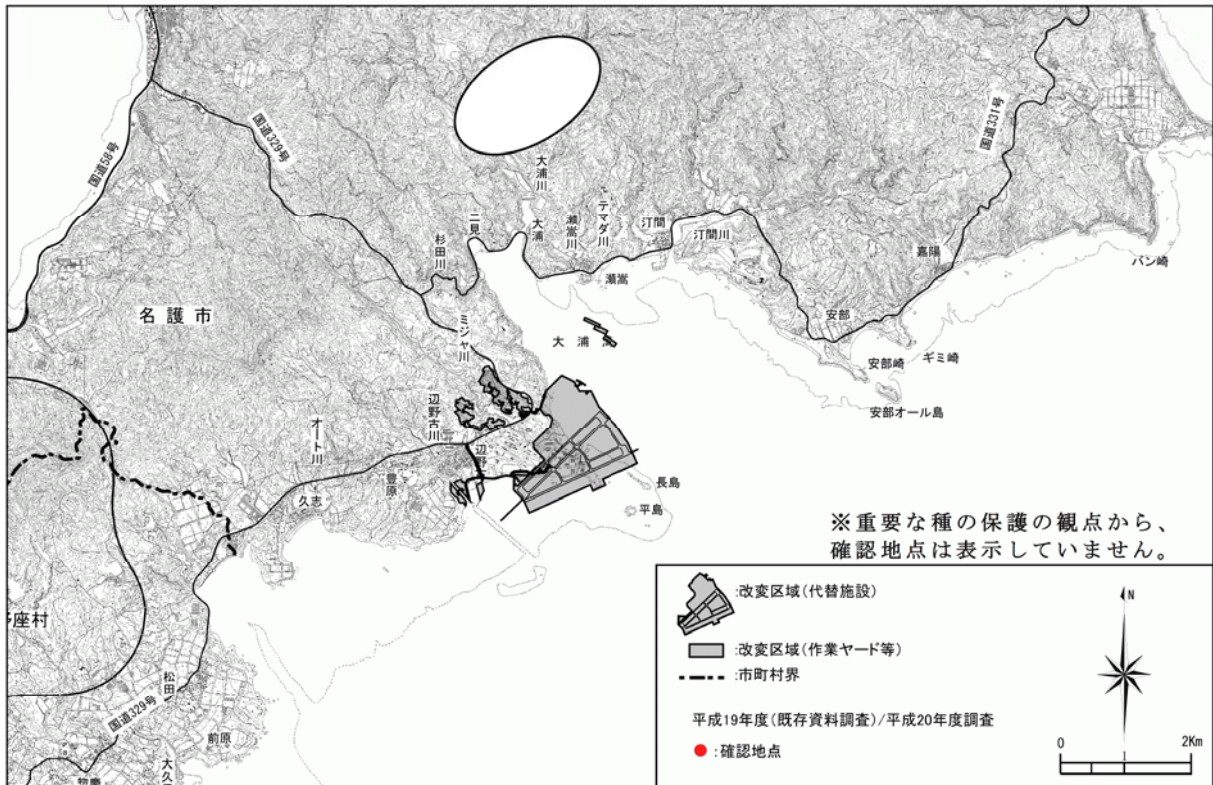 国道58号
国道329号
国道331号
大浦川
大浦
瀬嵩川
テマダ川
汀間
汀間川
二見
杉田川
瀬嵩
嘉陽
バン崎
名護市
ミジャ川
大浦
安部
安部崎
ギミ崎
安部オール島
辺野古川
オート川
辺野
豊原
久志
長島
平島
※重要な種の保護の観点から、
確認地点は表示していません。
座村
松田
国道329号
前原
惣慶
大久
:改変区域(代替施設)
:改変区域(作業ヤード等)
:市町村界
平成19年度(既存資料調査)/平成20年度調査
:確認地点
N
0 1 2Km